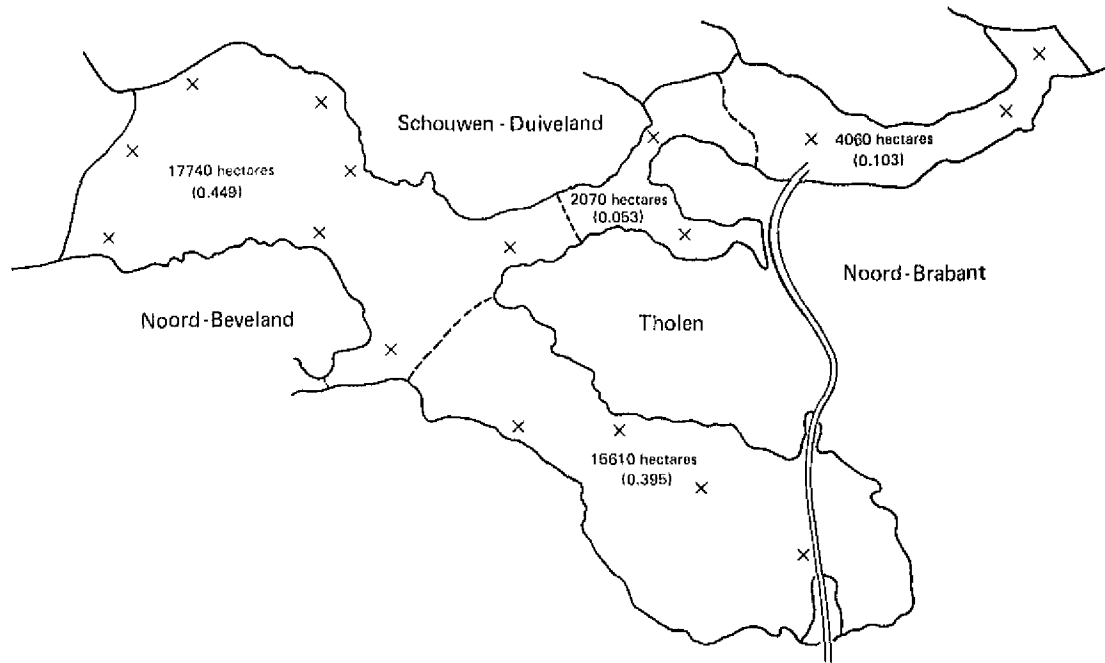 Schouwen - Duiveland
4060 hectares
(0.103)
17740 hectares
(0.449)
2070 hectares
(0.053)
Noord - Brabant
Noord - Beveland
Tholen
15610 hectares
(0.395)